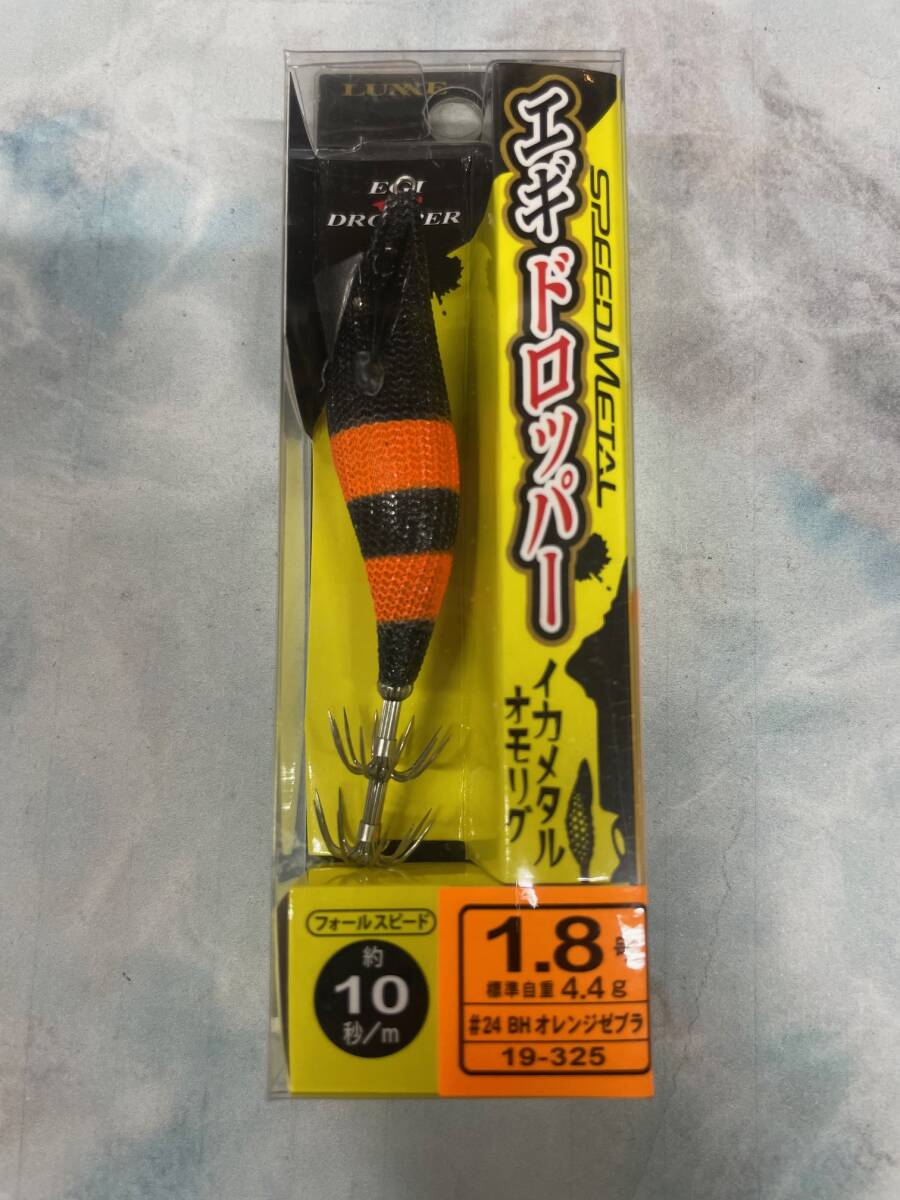 LUXXE
EGI
DROPPER
エギドロッパー
SPEED METAL
イカメタル
オモリグ
フォールスピード
約
10
秒/m
1.8号
標準自重 4.4g
#24 BH オレンジゼブラ
19-325